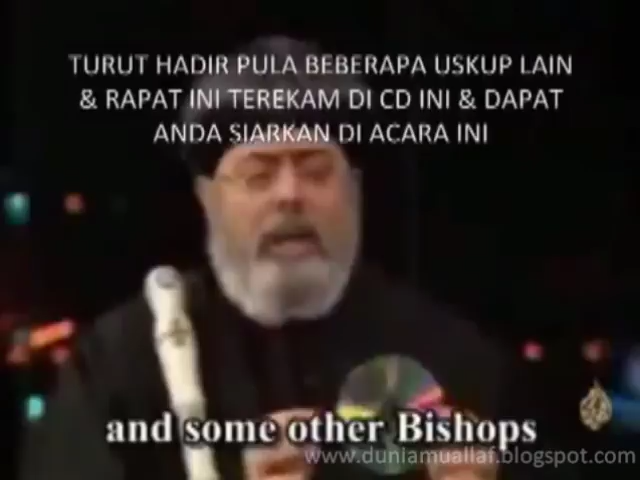 TURUT HADIR PULA BEBERAPA USKUP LAIN
& RAPAT INI TEREKAM DI CD INI & DAPAT
ANDA SIARKAN DI ACARA INI
and some other Bishops
www.duniamuallaf.blogspot.com